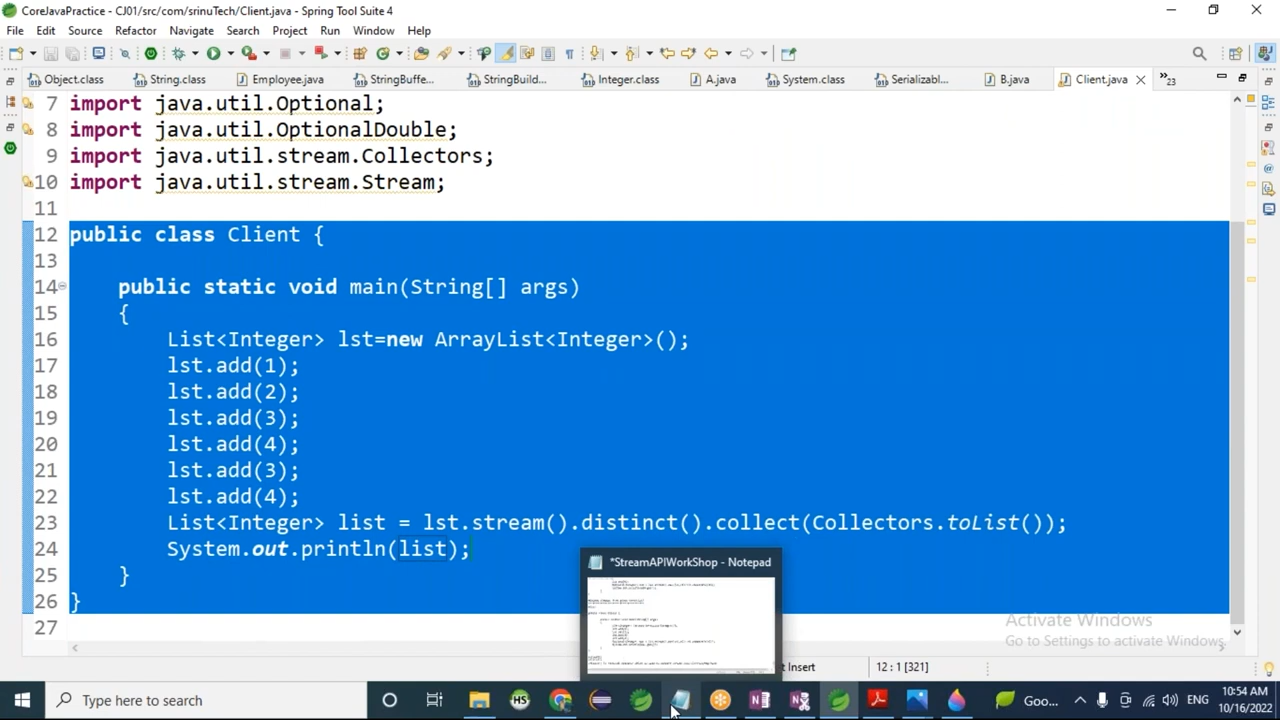 CoreJavaPractice - CJ01/src/com/srinuTech/Client.java - Spring Tool Suite 4
File Edit Source Refactor Navigate Search Project Run Window Help
Object.class String.class Employee.java StringBuffe... StringBuild... Integer.class A.java System.class Serializabl... B.java Client.java 23
7 import java.util.Optional;
8 import java.util.OptionalDouble;
9 import java.util.stream.Collectors;
10 import java.util.stream.Stream;
11
12 public class Client {
13
14 public static void main(String[] args)
15 {
16 List<Integer> lst=new ArrayList<Integer>();
17 lst.add(1);
18 lst.add(2);
19 lst.add(3);
20 lst.add(4);
21 lst.add(3);
22 lst.add(4);
23 List<Integer> list = lst.stream().distinct().collect(Collectors.toList());
24 System.out.println(list);
25 }
26 }
27
*StreamAPIWorkShop - Notepad
Activate Windows
Go to Settings to activate Windows.
Insert 12 : 1 [321]
Type here to search
HS
Goo...
ENG
10:54 AM
10/16/2022